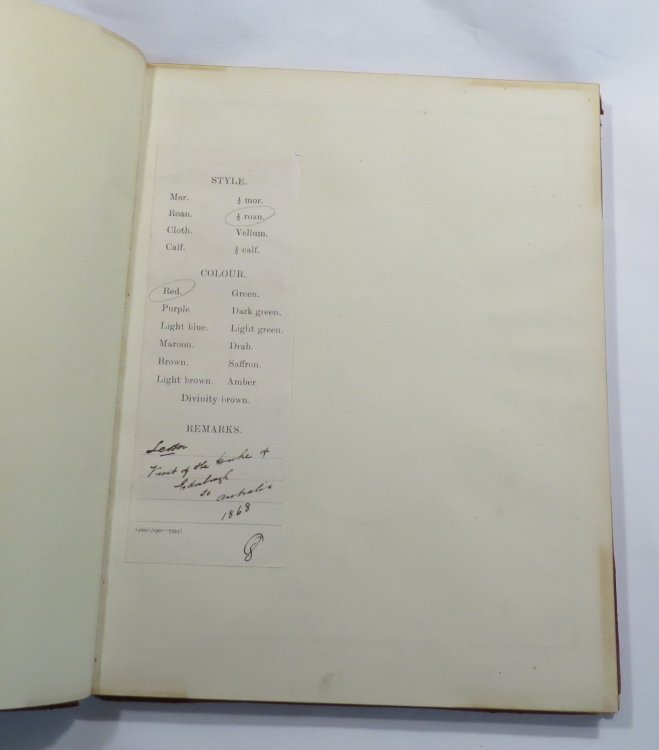 STYLE.
Mor. ½ mor.
Roan. ½ roan.
Cloth. Vellum.
Calf. ½ calf.
COLOUR.
Red. Green.
Purple Dark green.
Light blue. Light green.
Maroon. Drab.
Brown. Saffron.
Light brown. Amber
Divinity brown.
REMARKS.
Visit of the Duke of
Edinburgh
to Australia
1868